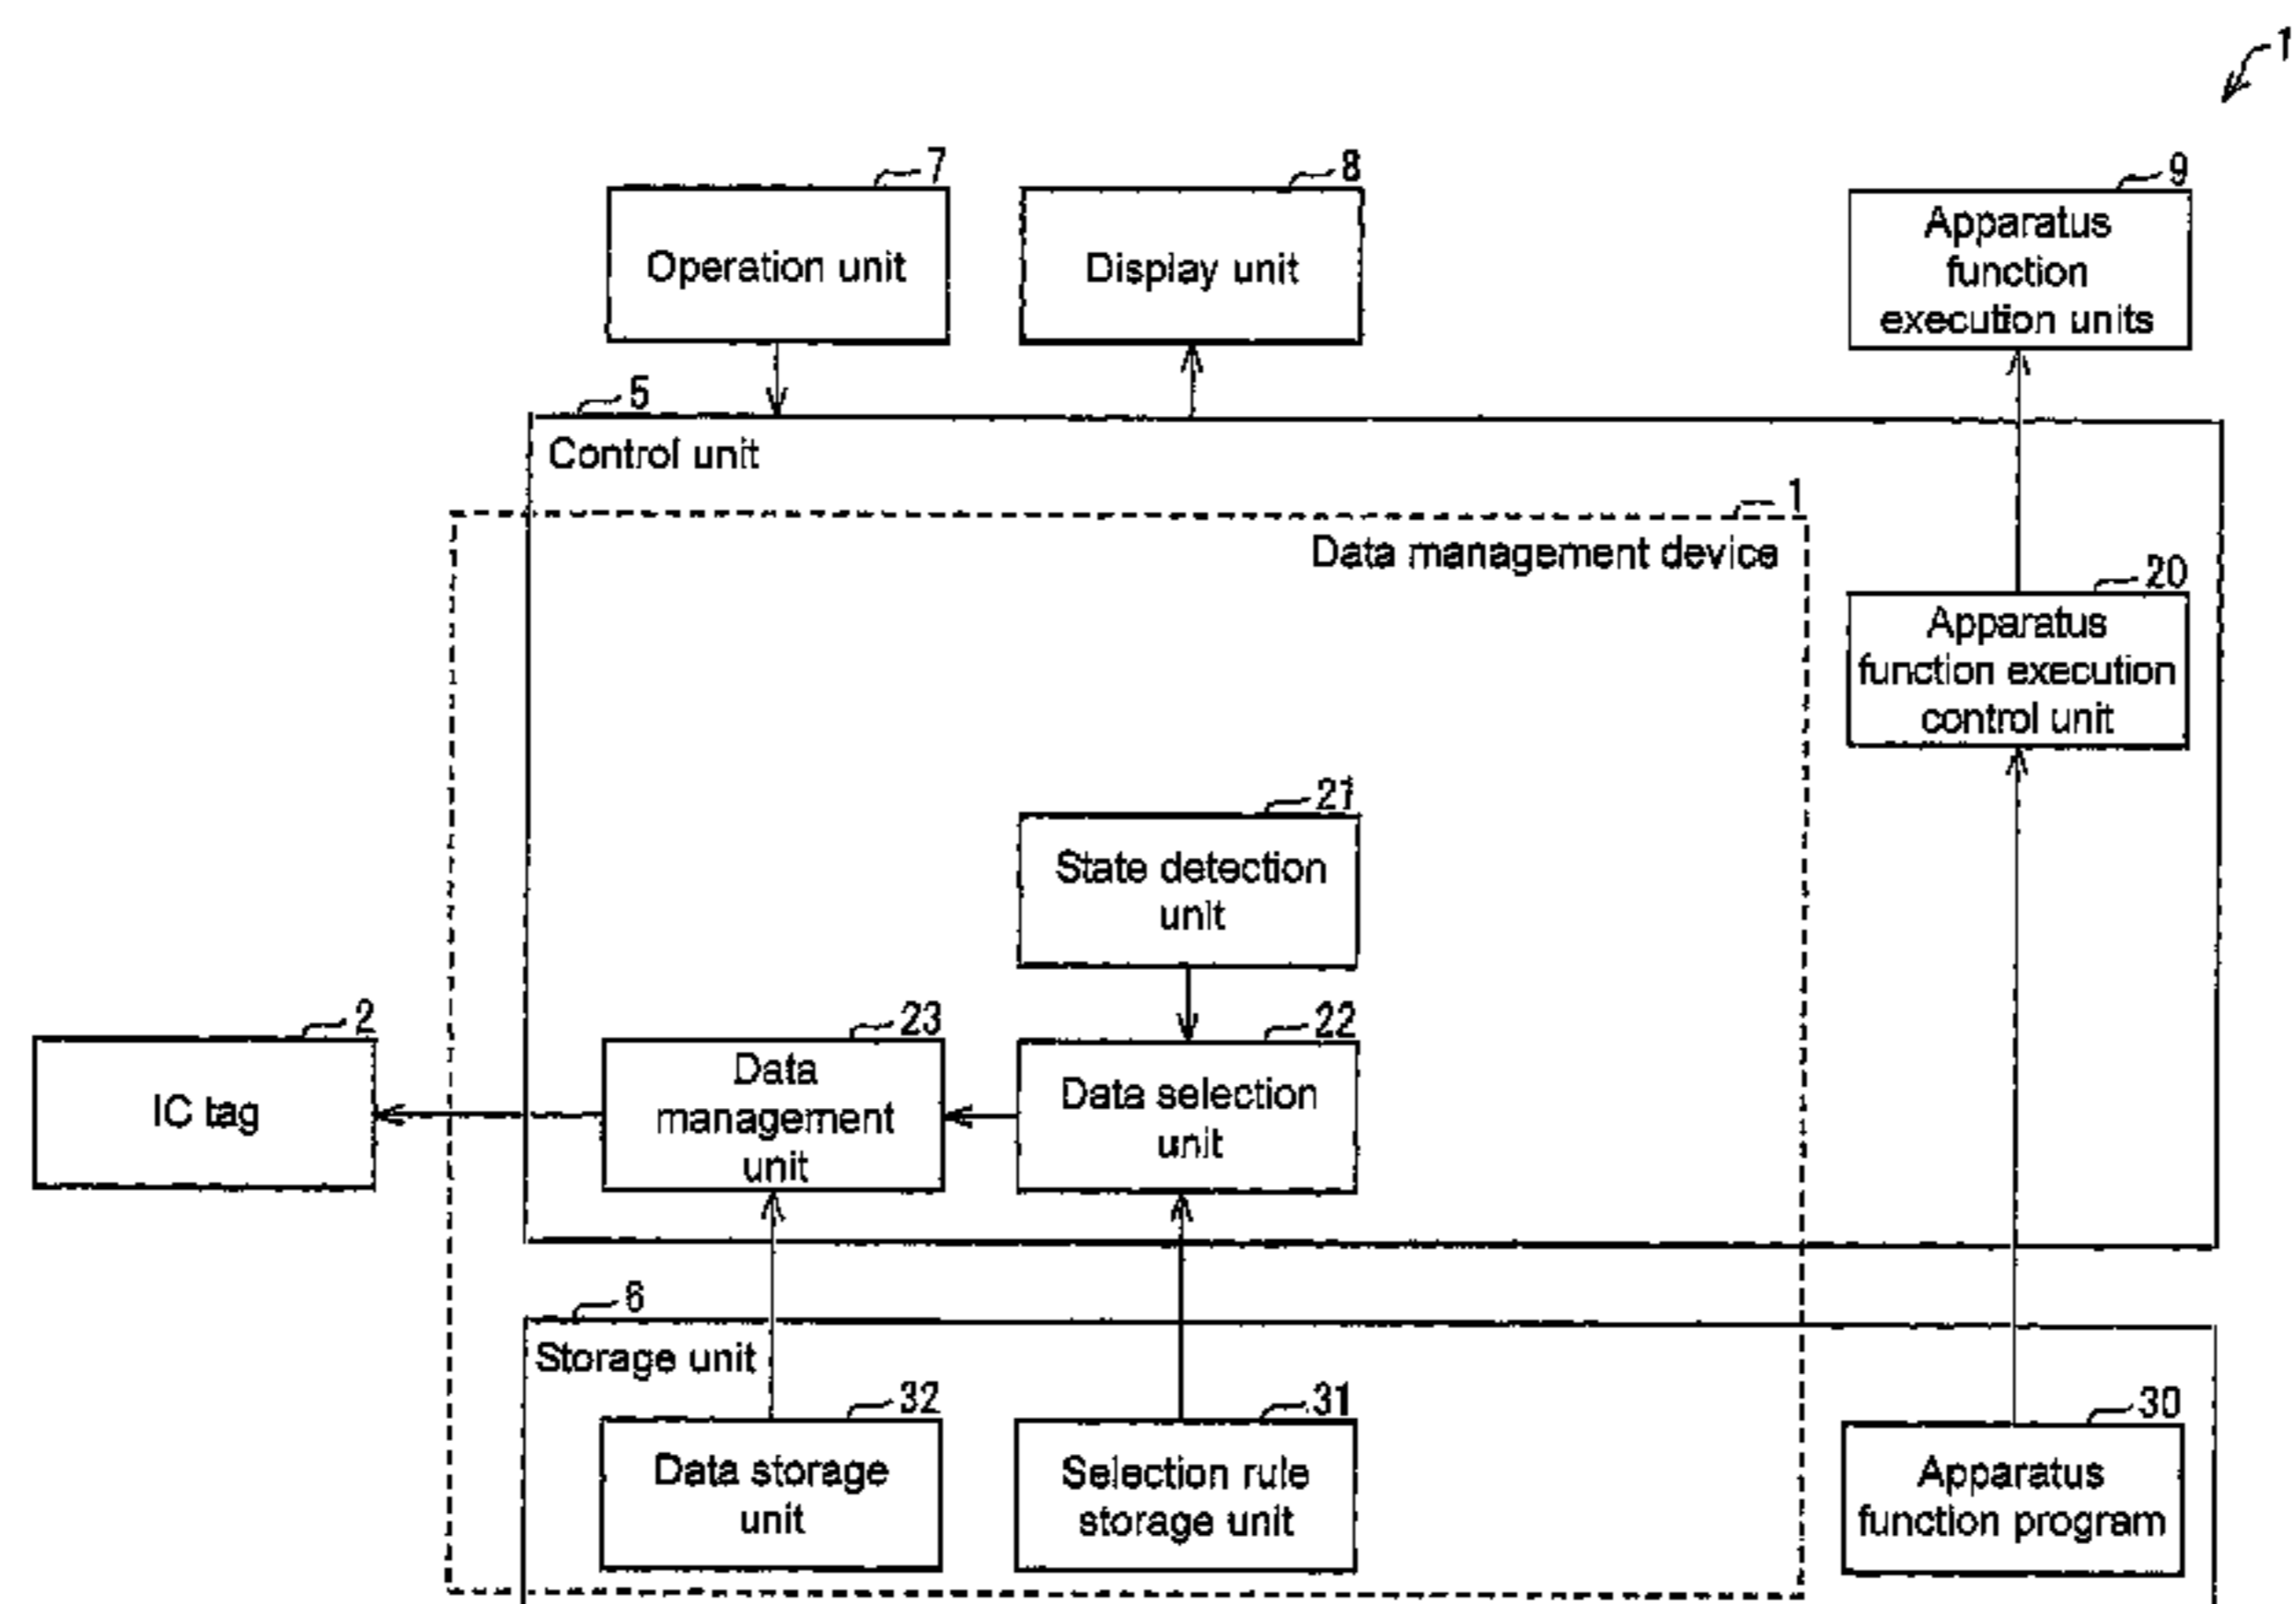 1
7
8
9
Operation unit
Display unit
Apparatus
function
execution units
5
Control unit
1
Data management device
20
Apparatus
function execution
control unit
21
State detection
unit
2
IC tag
23
Data
management
unit
22
Data selection
unit
6
Storage unit
32
Data storage
unit
31
Selection rule
storage unit
30
Apparatus
function program